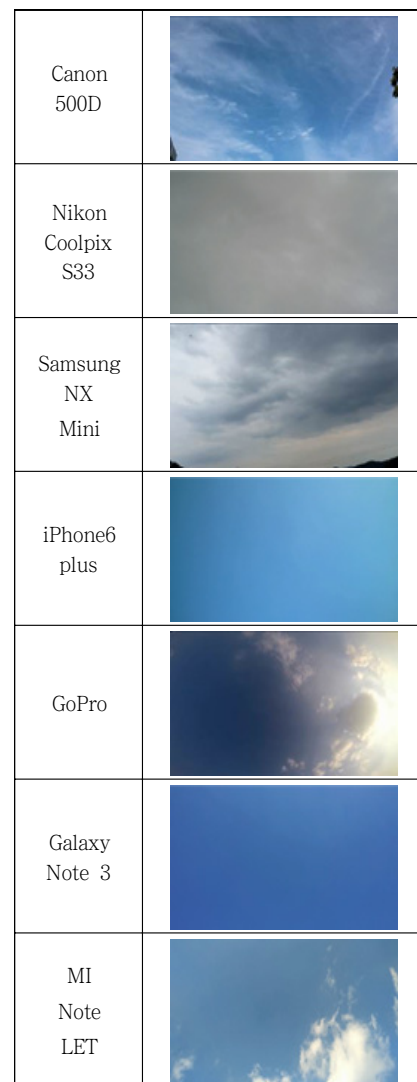 Canon
500D
Nikon
Coolpix
S33
Samsung
NX
Mini
iPhone6
plus
GoPro
Galaxy
Note 3
MI
Note
LET